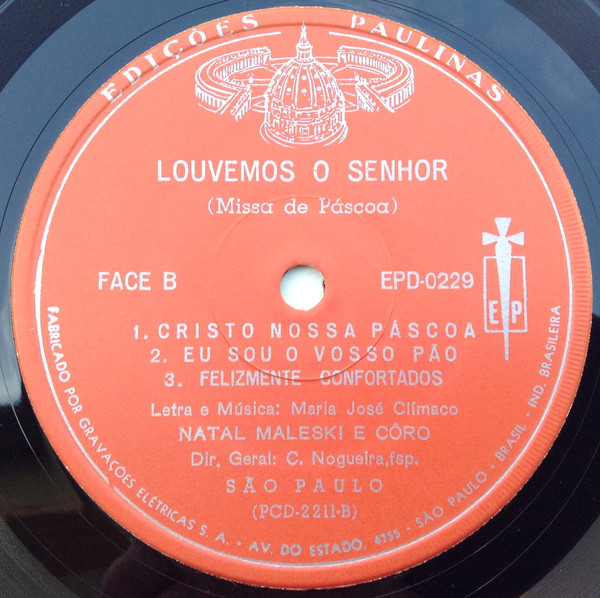 EDIÇÕES PAULINAS
LOUVEMOS O SENHOR
(Missa de Páscoa)
FACE B
EPD-0229
E P
1. CRISTO NOSSA PÁSCOA
2. EU SOU O VOSSO PÃO
3. FELIZMENTE CONFORTADOS
Letra e Música: Maria José Clímaco
NATAL MALESKI E CÔRO
Dir. Geral: C. Nogueira,fsp.
SÃO PAULO
(PCD-2211-B)
FABRICADO POR GRAVAÇÕES ELÉTRICAS S. A. - AV. DO ESTADO, 4755 - SÃO PAULO - BRASIL - IND. BRASILEIRA